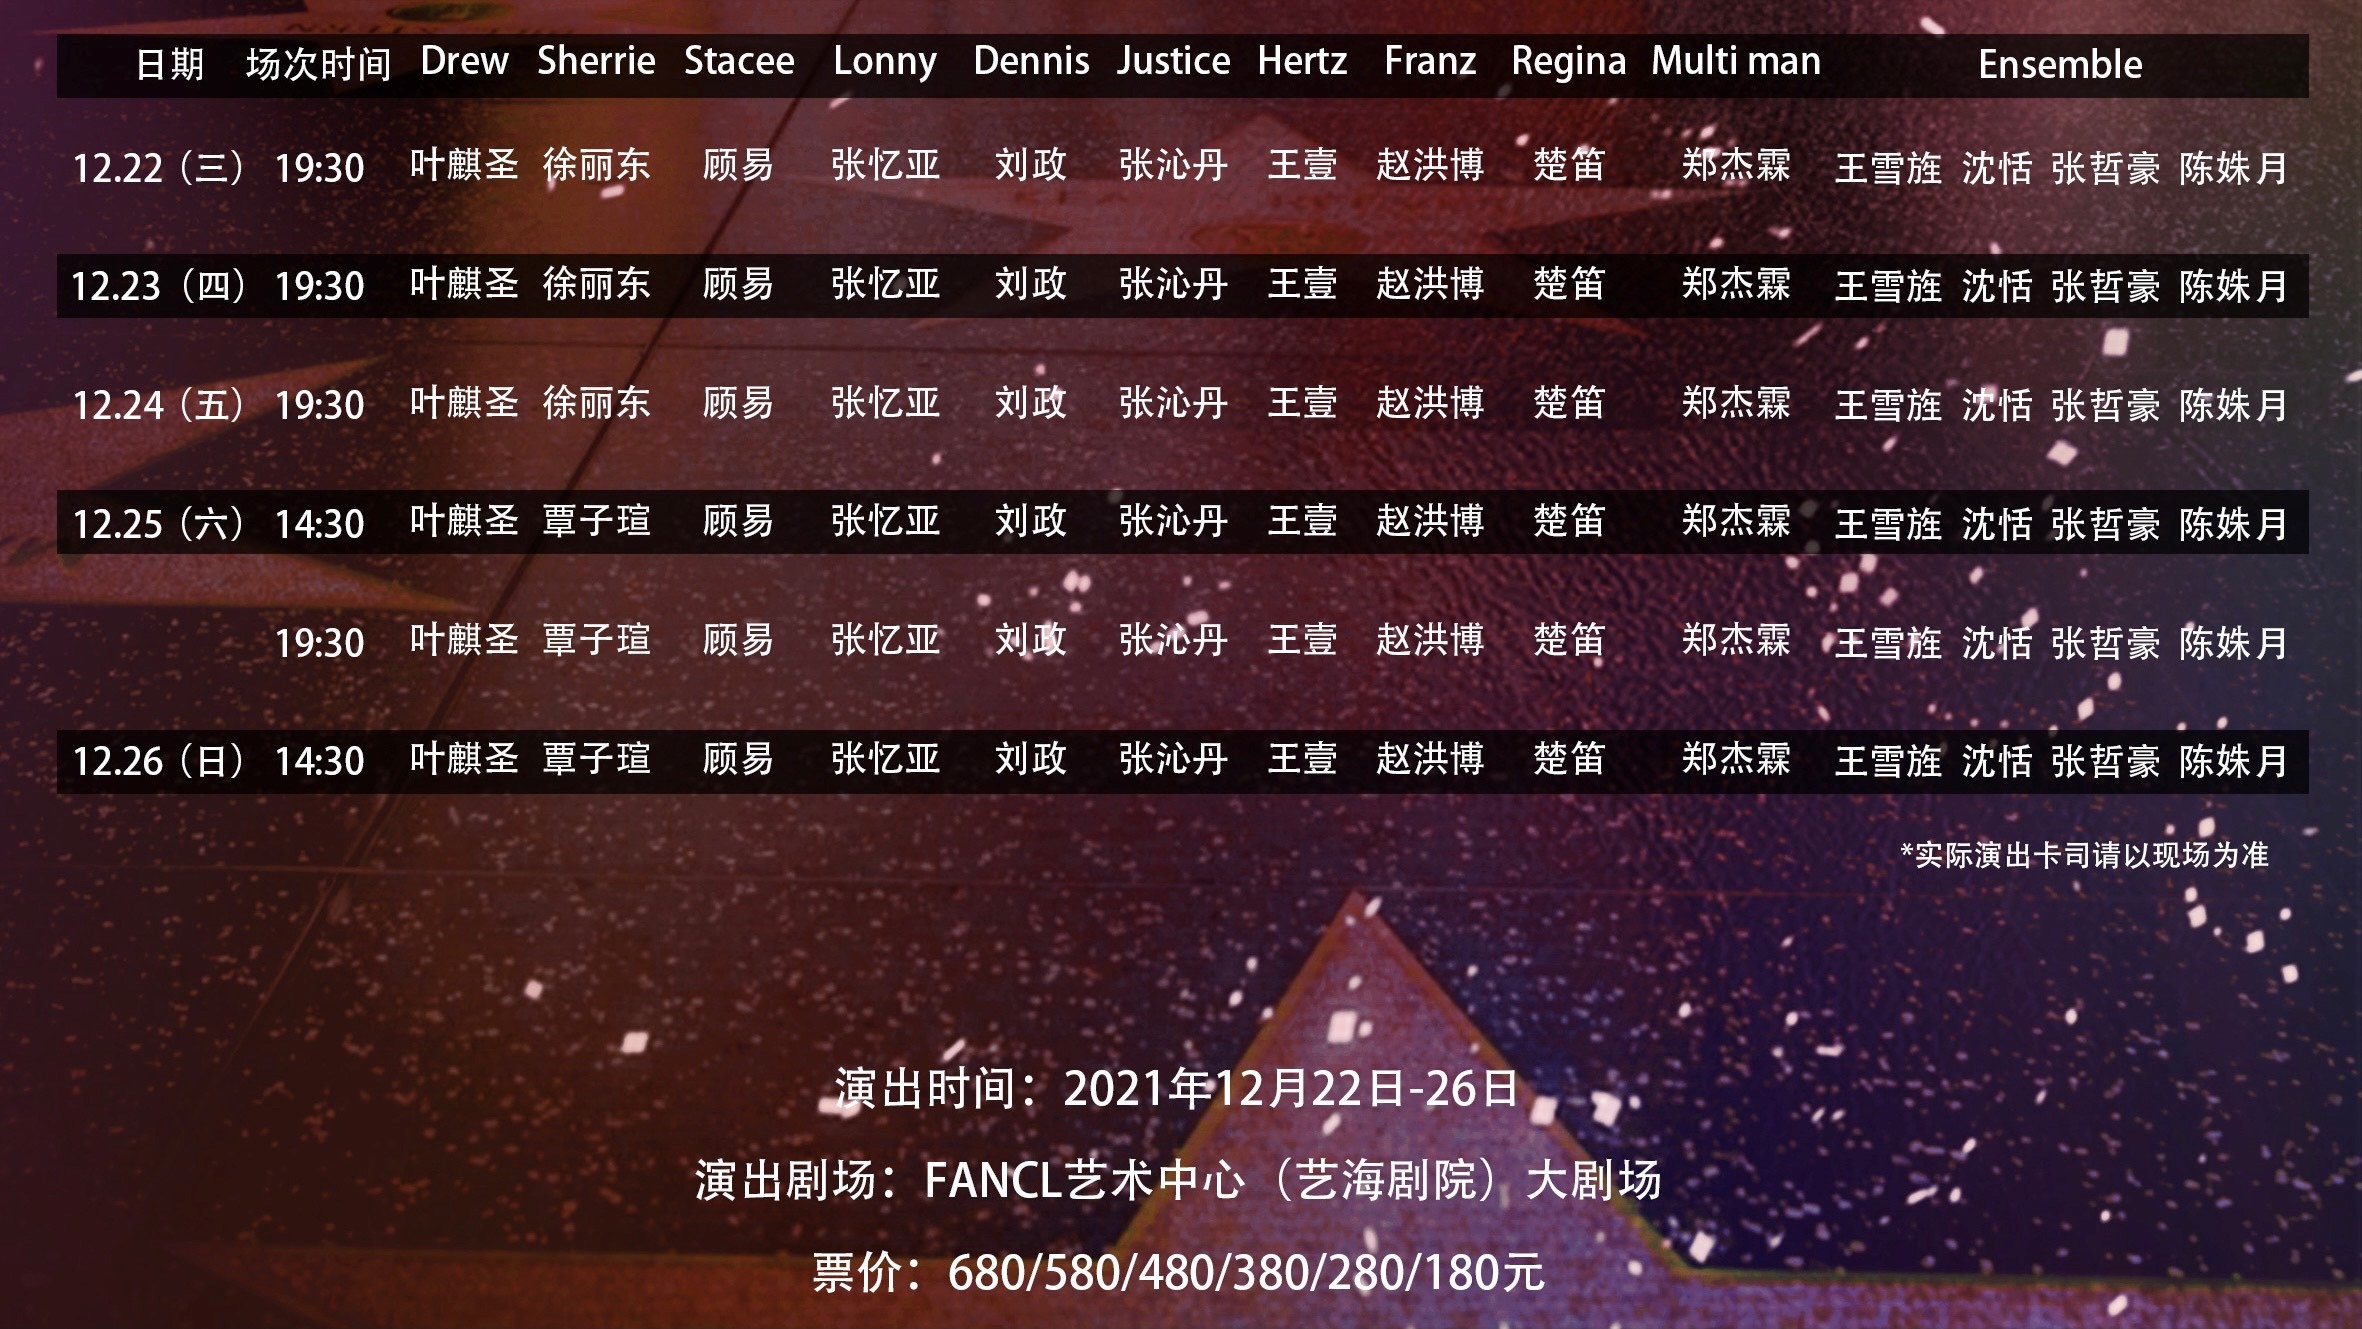 日期 场次时间 Drew Sherrie Stacee Lonny Dennis Justice Hertz Franz Regina Multi man Ensemble
12.22（三） 19:30 叶麒圣 徐丽东 顾易 张忆亚 刘政 张沁丹 王壹 赵洪博 楚笛 郑杰霖 王雪旌 沈恬 张哲豪 陈姝月
12.23（四） 19:30 叶麒圣 徐丽东 顾易 张忆亚 刘政 张沁丹 王壹 赵洪博 楚笛 郑杰霖 王雪旌 沈恬 张哲豪 陈姝月
12.24（五） 19:30 叶麒圣 徐丽东 顾易 张忆亚 刘政 张沁丹 王壹 赵洪博 楚笛 郑杰霖 王雪旌 沈恬 张哲豪 陈姝月
12.25（六） 14:30 叶麒圣 覃子瑄 顾易 张忆亚 刘政 张沁丹 王壹 赵洪博 楚笛 郑杰霖 王雪旌 沈恬 张哲豪 陈姝月
19:30 叶麒圣 覃子瑄 顾易 张忆亚 刘政 张沁丹 王壹 赵洪博 楚笛 郑杰霖 王雪旌 沈恬 张哲豪 陈姝月
12.26（日） 14:30 叶麒圣 覃子瑄 顾易 张忆亚 刘政 张沁丹 王壹 赵洪博 楚笛 郑杰霖 王雪旌 沈恬 张哲豪 陈姝月
*实际演出卡司请以现场为准
演出时间：2021年12月22日-26日
演出剧场：FANCL艺术中心（艺海剧院）大剧场
票价：680/580/480/380/280/180元